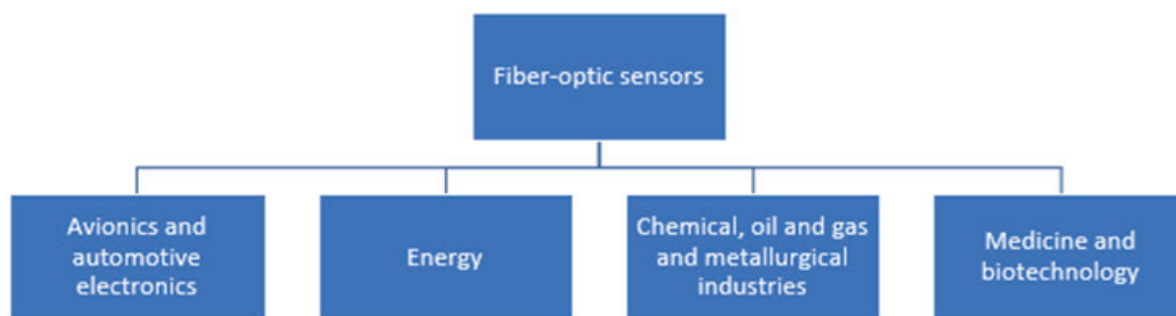 Fiber-optic sensors
Avionics and
automotive
electronics
Energy
Chemical, oil and gas
and metallurgical
industries
Medicine and
biotechnology